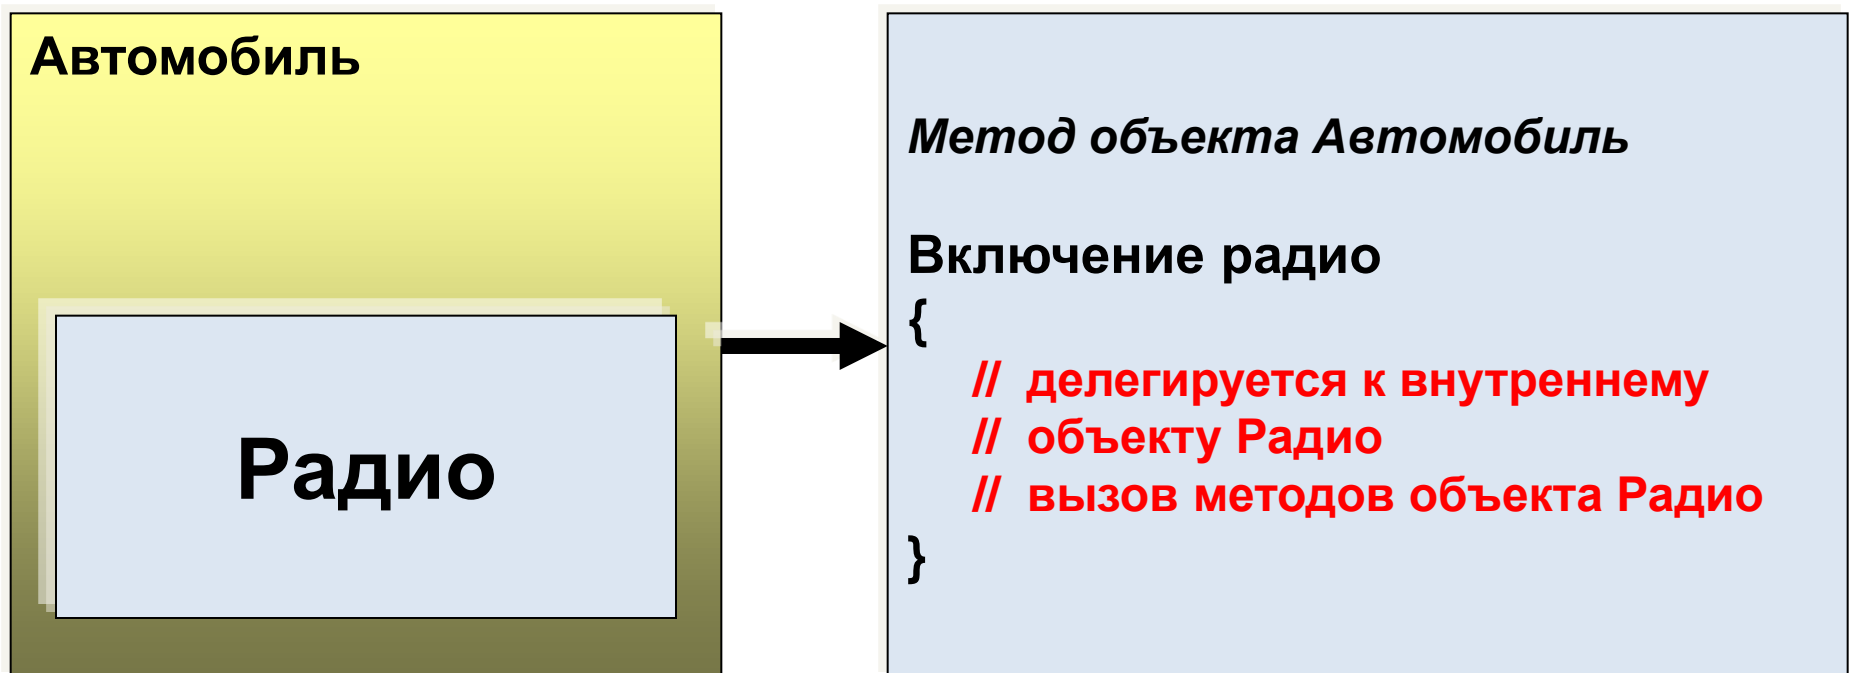 Автомобиль
Радио
Метод объекта Автомобиль
Включение радио
{
// делегируется к внутреннему
// объекту Радио
// вызов методов объекта Радио
}